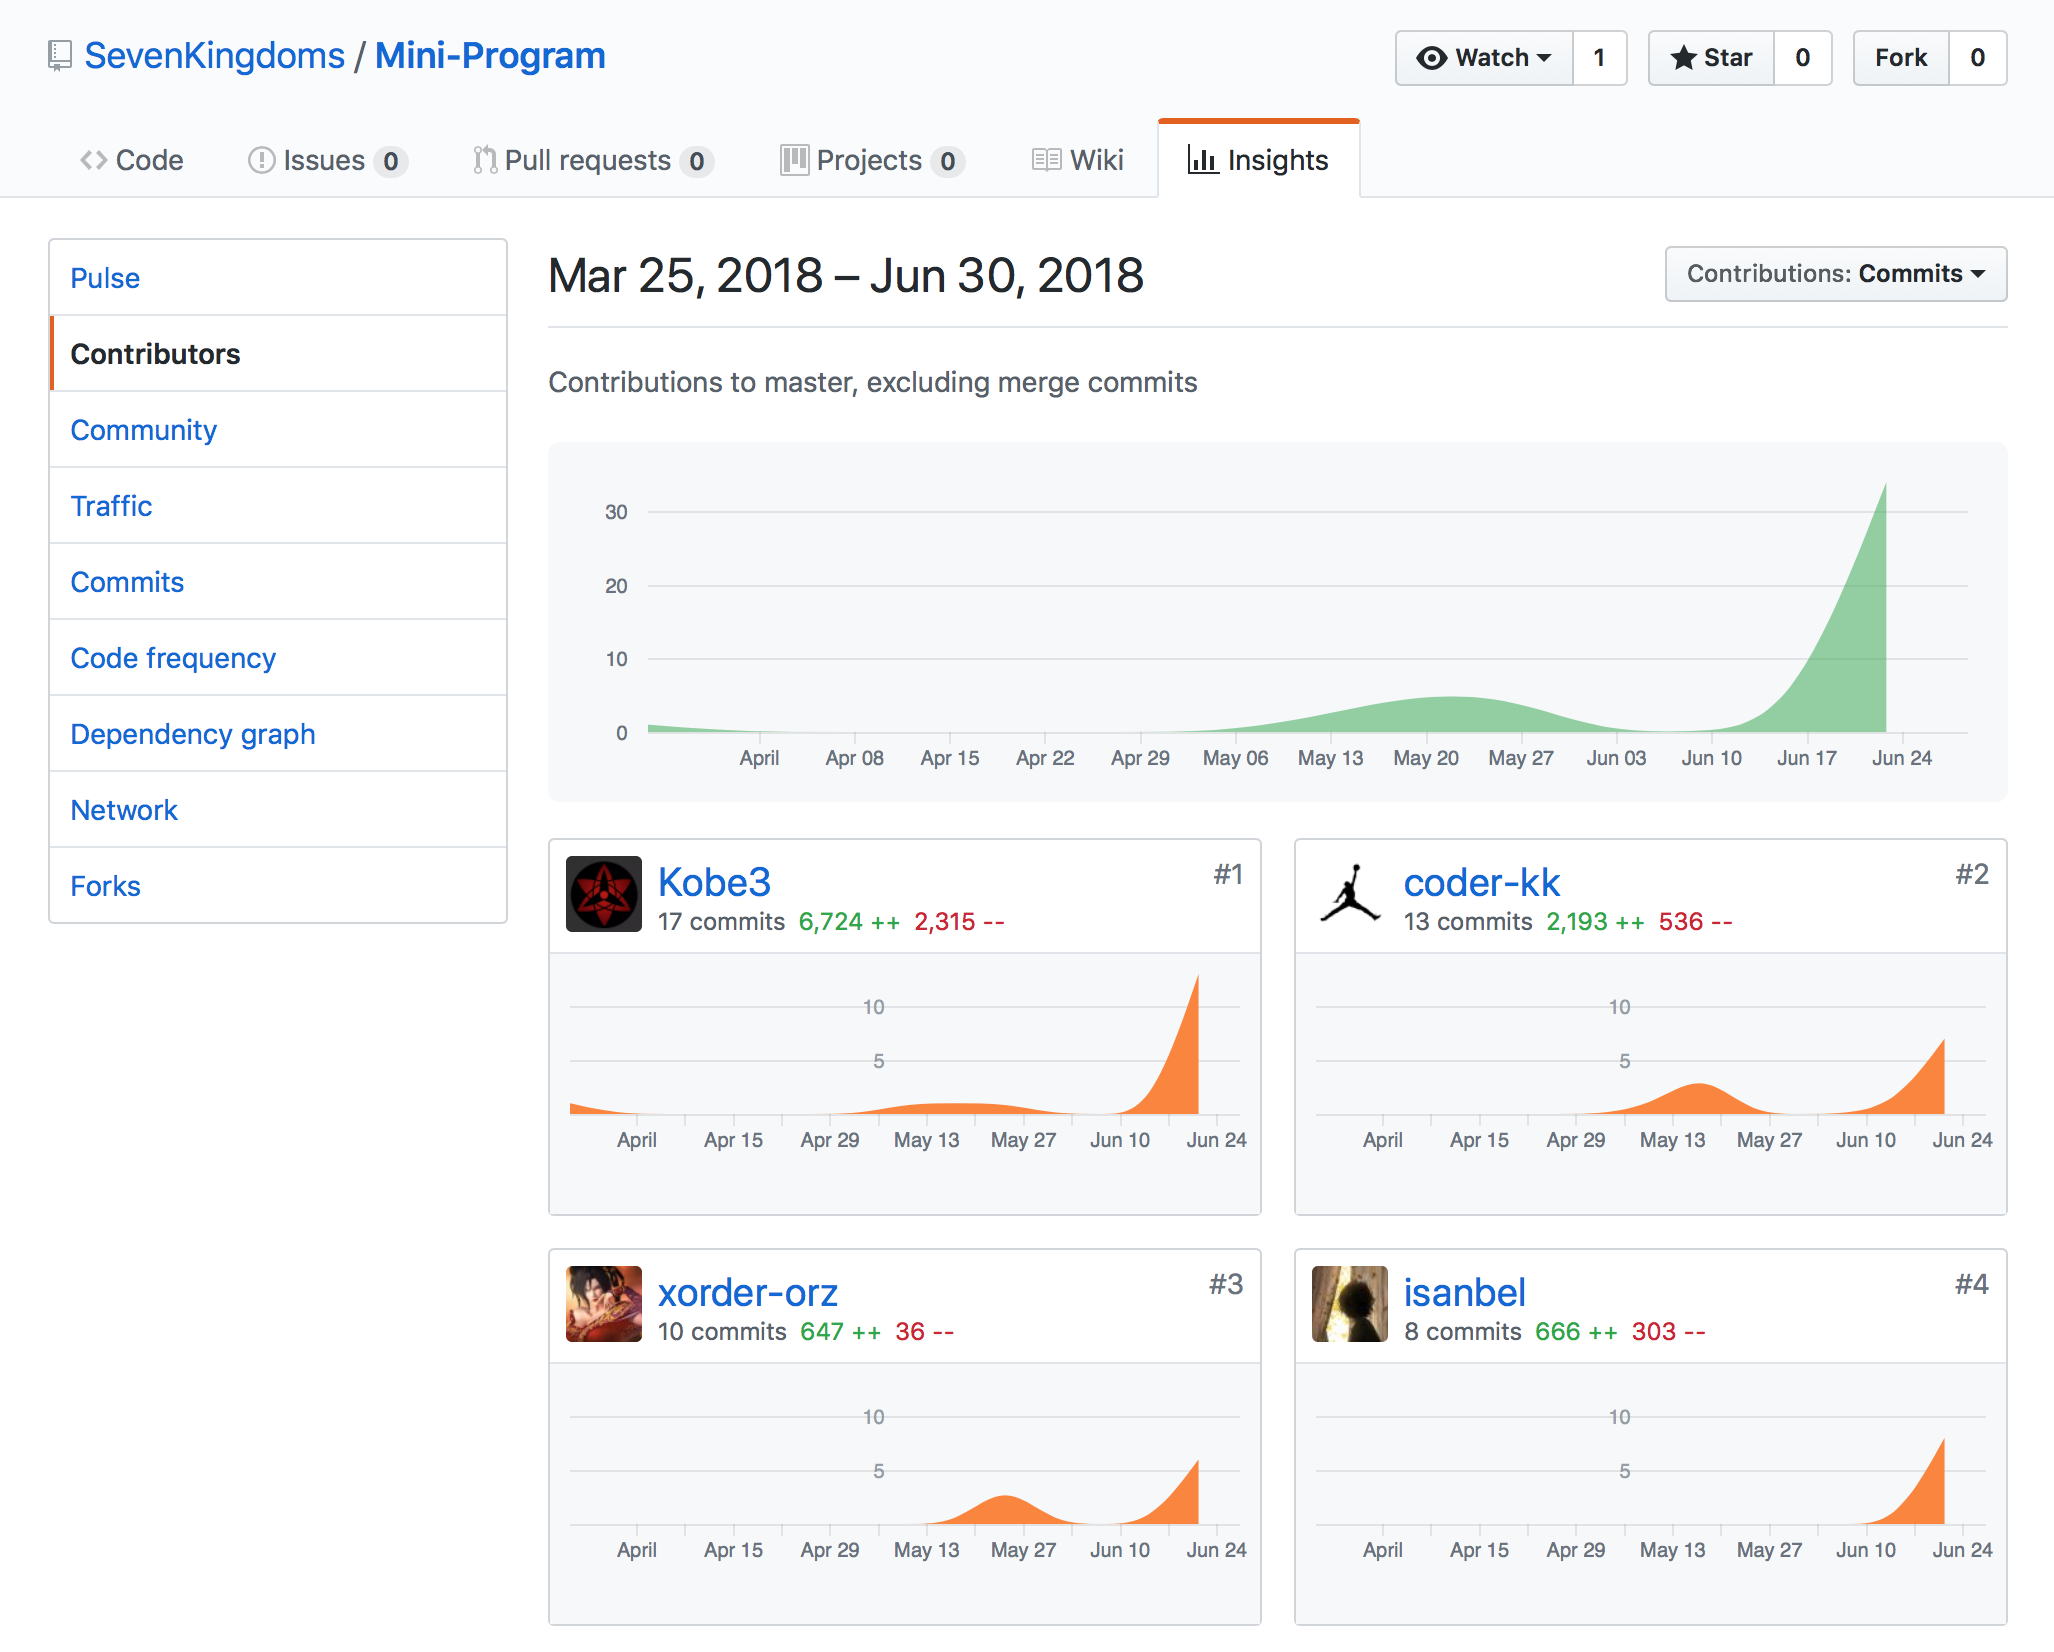 SevenKingdoms / Mini-Program
Watch 1 Star 0 Fork 0
Code Issues 0 Pull requests 0 Projects 0 Wiki Insights
Pulse
Contributors
Community
Traffic
Commits
Code frequency
Dependency graph
Network
Forks
Mar 25, 2018 – Jun 30, 2018
Contributions: Commits
Contributions to master, excluding merge commits
30
20
10
0
April Apr 08 Apr 15 Apr 22 Apr 29 May 06 May 13 May 20 May 27 Jun 03 Jun 10 Jun 17 Jun 24
Kobe3 #1
17 commits 6,724 ++ 2,315 --
10
5
April Apr 15 Apr 29 May 13 May 27 Jun 10 Jun 24
coder-kk #2
13 commits 2,193 ++ 536 --
10
5
April Apr 15 Apr 29 May 13 May 27 Jun 10 Jun 24
xorder-orz #3
10 commits 647 ++ 36 --
10
5
April Apr 15 Apr 29 May 13 May 27 Jun 10 Jun 24
isanbel #4
8 commits 666 ++ 303 --
10
5
April Apr 15 Apr 29 May 13 May 27 Jun 10 Jun 24